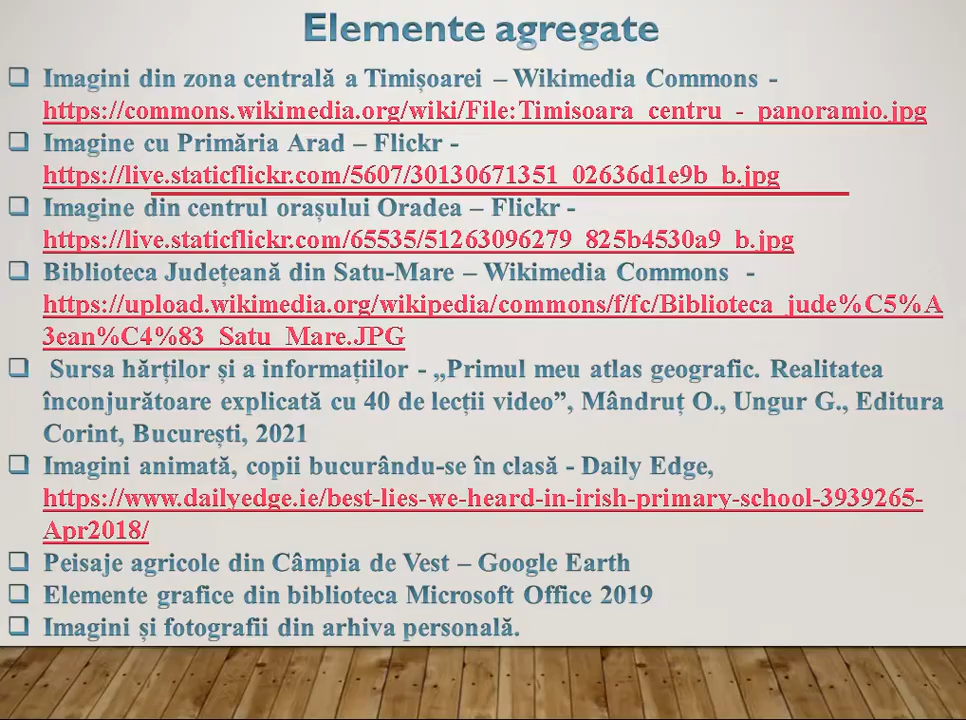 Elemente agregate
Imagini din zona centrală a Timișoarei – Wikimedia Commons -
https://commons.wikimedia.org/wiki/File:Timisoara_centru_-_panoramio.jpg
Imagine cu Primăria Arad – Flickr -
https://live.staticflickr.com/5607/30130671351_02636d1e9b_b.jpg
Imagine din centrul orașului Oradea – Flickr -
https://live.staticflickr.com/65535/51263096279_825b4530a9_b.jpg
Biblioteca Județeană din Satu-Mare – Wikimedia Commons -
https://upload.wikimedia.org/wikipedia/commons/f/fc/Biblioteca_jude%C5%A
3ean%C4%83_Satu_Mare.JPG
Sursa hărților și a informațiilor - „Primul meu atlas geografic. Realitatea
înconjurătoare explicată cu 40 de lecții video”, Mândruț O., Ungur G., Editura
Corint, București, 2021
Imagini animată, copii bucurându-se în clasă - Daily Edge,
https://www.dailyedge.ie/best-lies-we-heard-in-irish-primary-school-3939265-
Apr2018/
Peisaje agricole din Câmpia de Vest – Google Earth
Elemente grafice din biblioteca Microsoft Office 2019
Imagini și fotografii din arhiva personală.